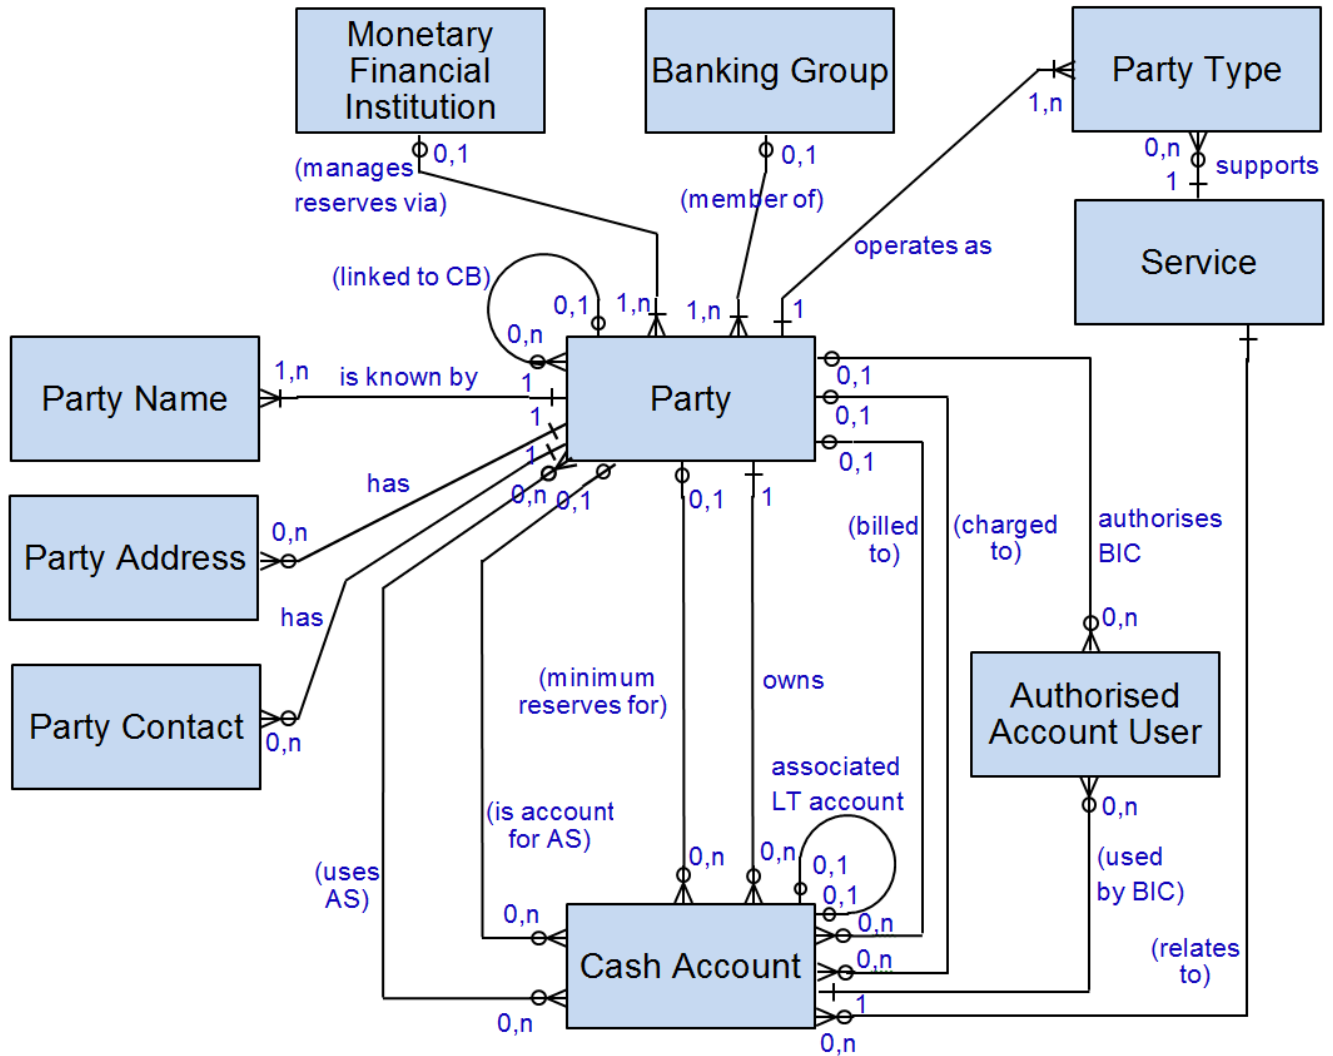 Monetary
Financial
Institution
Banking Group
Party Type
0,1
0,1
1,n
0,n
supports
1
(manages
reserves via)
(member of)
operates as
Service
(linked to CB)
0,1
1,n
1,n
1
0,n
Party Name
1,n
is known by
1
Party
0,1
0,1
0,1
1
1
has
0,n
0,1
0,1
1
Party Address
0,n
(billed
to)
(charged
to)
authorises
BIC
has
0,n
Party Contact
0,n
(minimum
reserves for)
owns
Authorised
Account User
associated
LT account
0,n
(is account
for AS)
(uses
AS)
0,n
0,n
0,1
0,1
(used
by BIC)
0,n
0,n
0,n
Cash Account
(relates
to)
1
0,n
0,n